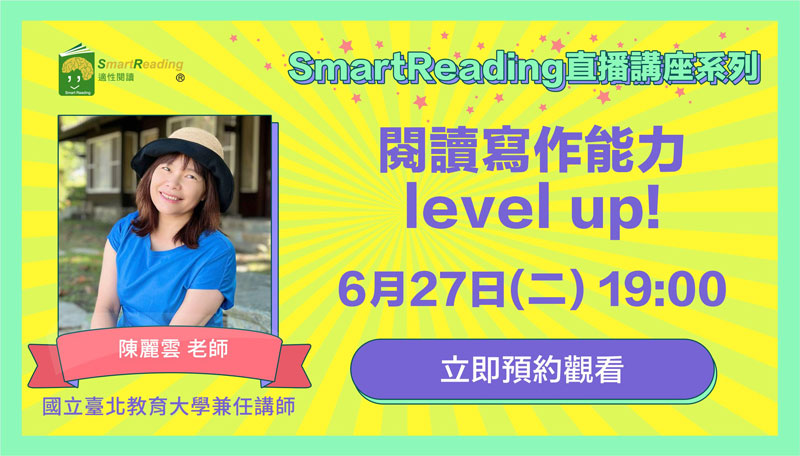 SmartReading
適性閱讀
®
Smart Reading
SmartReading直播講座系列
閱讀寫作能力
level up!
6月27日(二) 19:00
立即預約觀看
陳麗雲 老師
國立臺北教育大學兼任講師